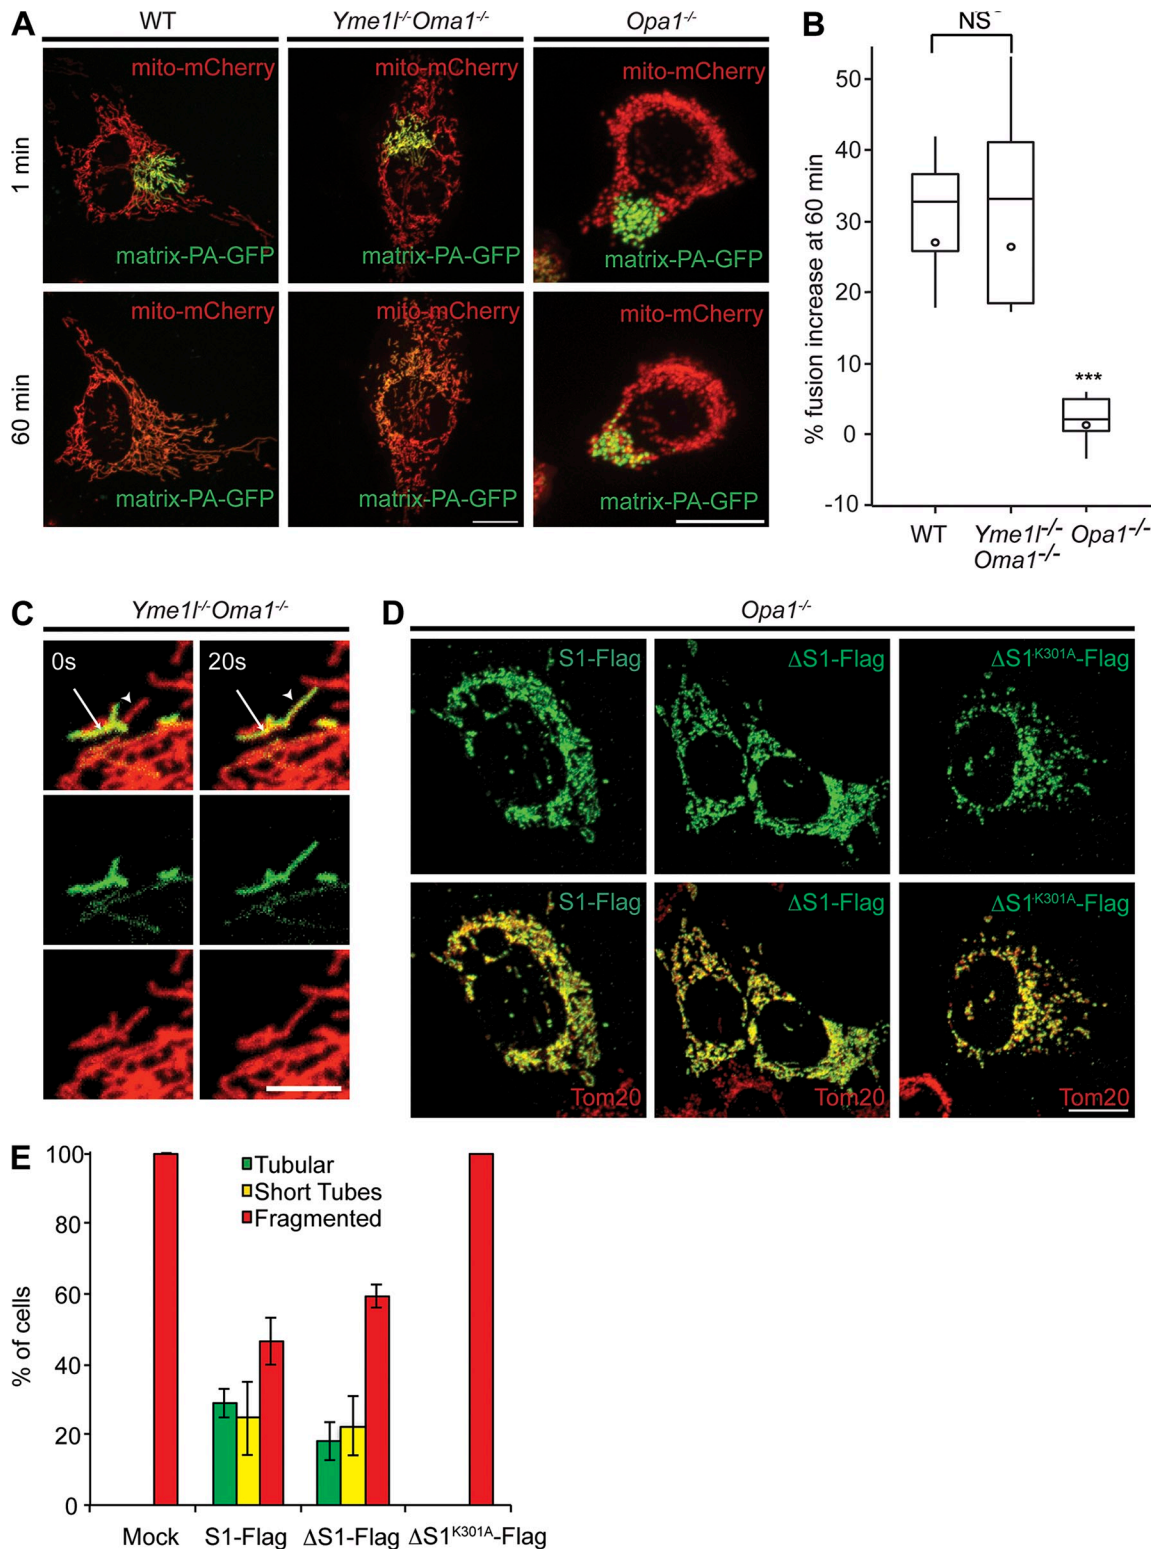 A
WT
Yme1l-/-Oma1-/-
Opa1-/-
1 min
mito-mCherry
matrix-PA-GFP
mito-mCherry
matrix-PA-GFP
mito-mCherry
matrix-PA-GFP
60 min
mito-mCherry
matrix-PA-GFP
mito-mCherry
matrix-PA-GFP
mito-mCherry
matrix-PA-GFP
B
NS
% fusion increase at 60 min
50
40
30
20
10
0
-10
***
WT
Yme1l-/-
Oma1-/-
Opa1-/-
C
Yme1l-/-Oma1-/-
0s
20s
D
Opa1-/-
S1-Flag
ΔS1-Flag
ΔS1K301A-Flag
S1-Flag
Tom20
ΔS1-Flag
Tom20
ΔS1K301A-Flag
Tom20
E
% of cells
100
80
60
40
20
0
Tubular
Short Tubes
Fragmented
Mock
S1-Flag
ΔS1-Flag
ΔS1K301A-Flag